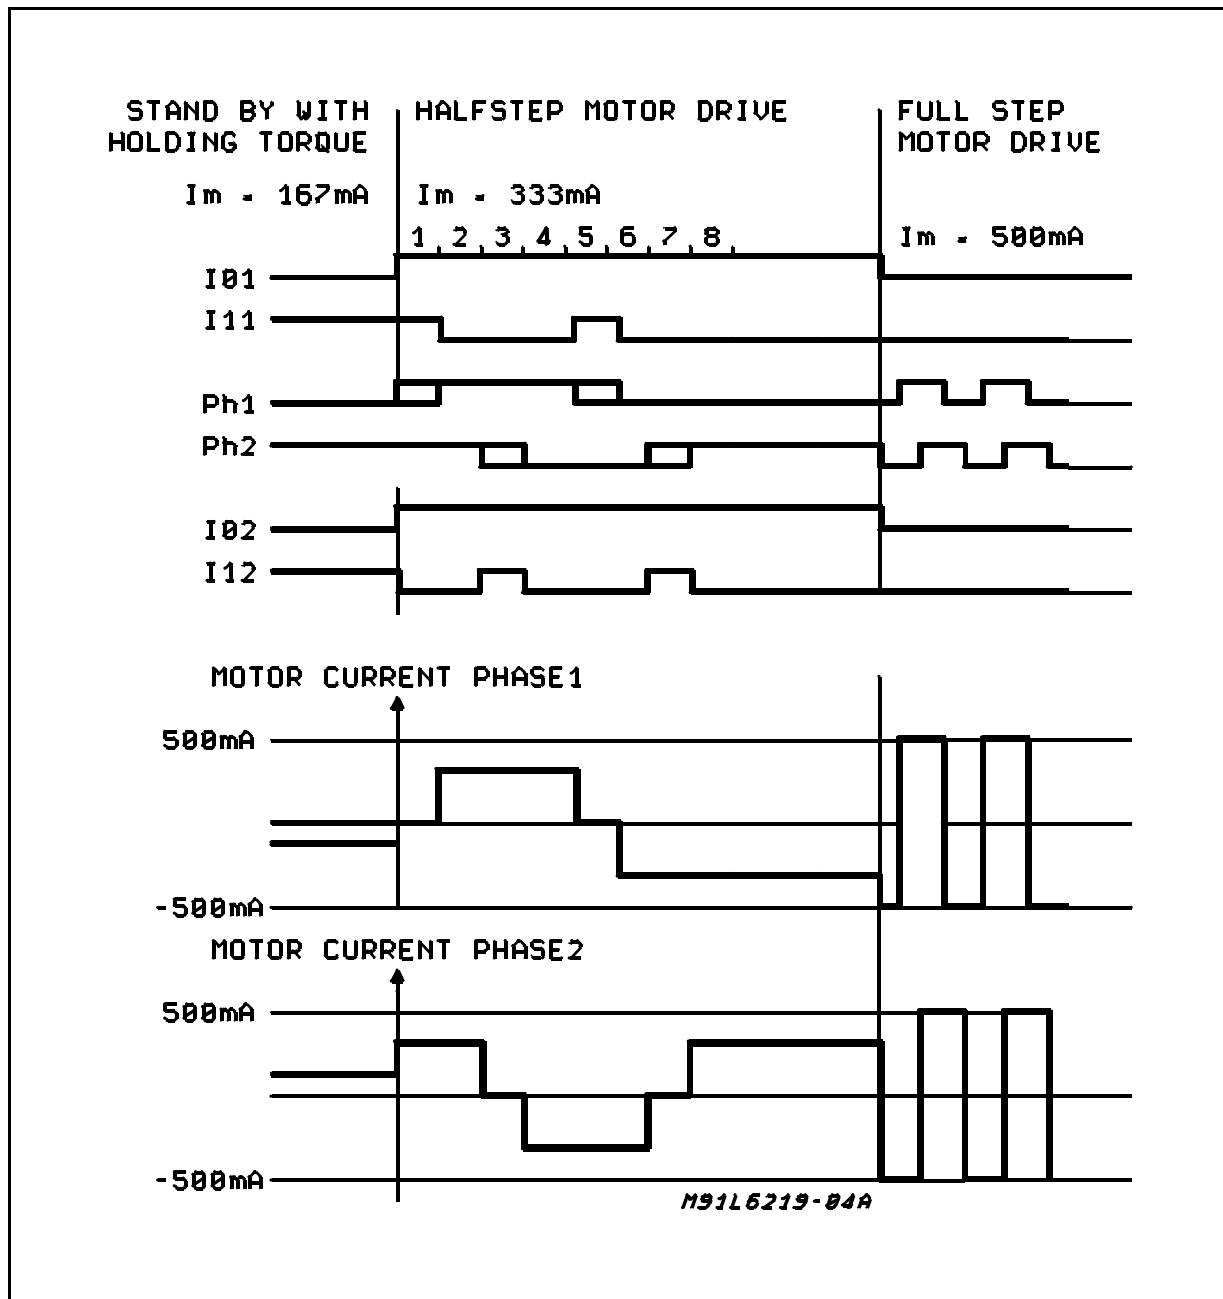 STAND BY WITH
HOLDING TORQUE
Im = 167mA
HALFSTEP MOTOR DRIVE
Im = 333mA
1 2 3 4 5 6 7 8
FULL STEP
MOTOR DRIVE
Im = 500mA
I01
I11
Ph1
Ph2
I02
I12
MOTOR CURRENT PHASE1
500mA
-500mA
MOTOR CURRENT PHASE2
500mA
-500mA
M91L6219-04A